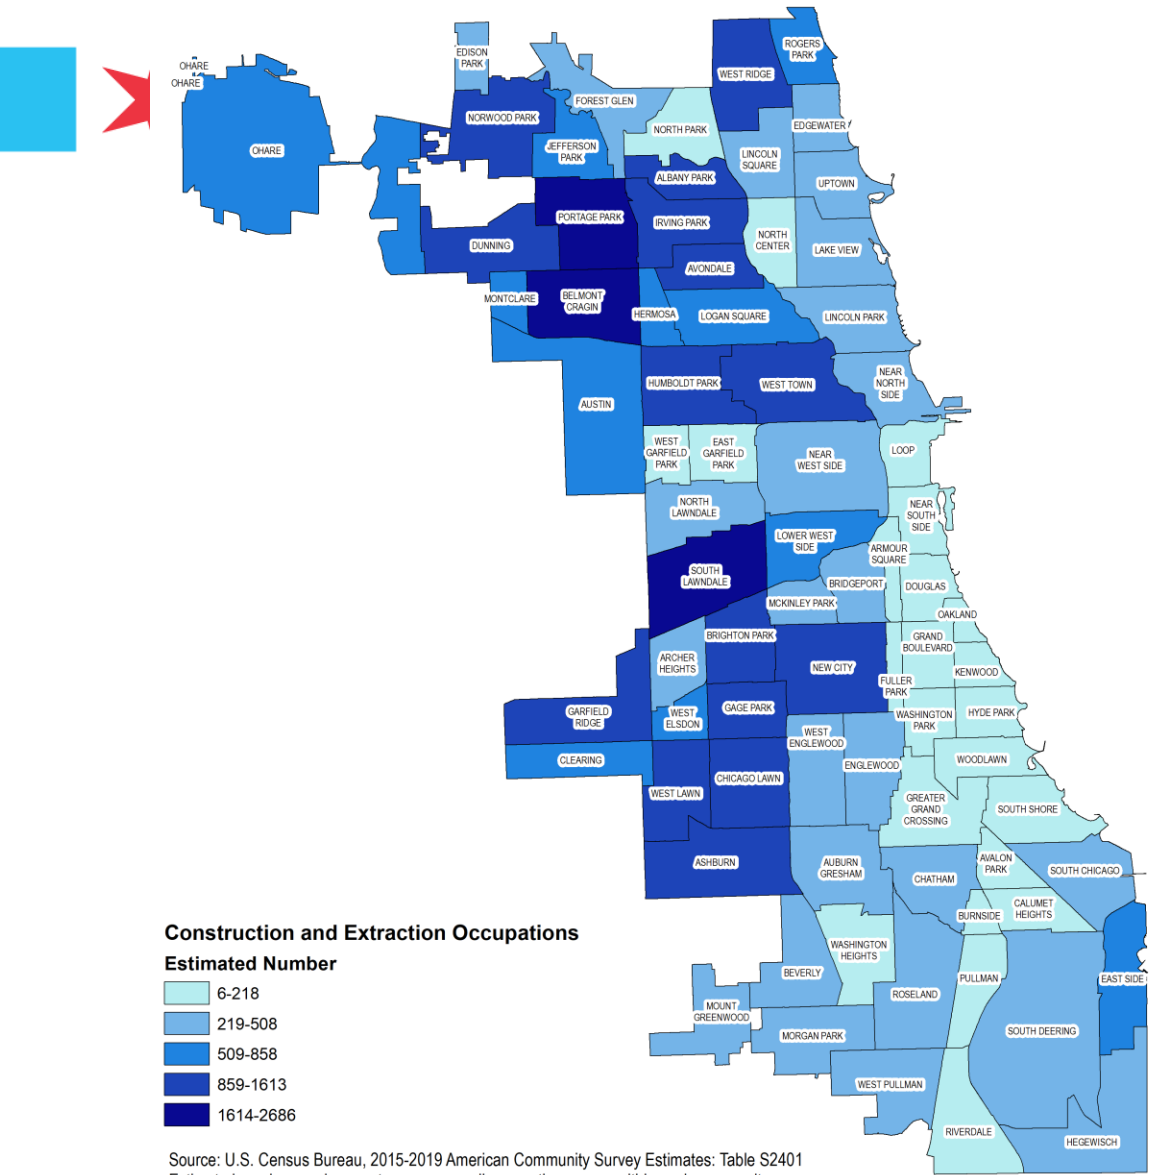 ROGERS
PARK
EDISON
PARK
OHARE
OHARE
WEST RIDGE
FOREST GLEN
NORWOOD PARK
NORTH PARK
EDGEWATER
OHARE
JEFFERSON
PARK
LINCOLN
SQUARE
ALBANY PARK
UPTOWN
PORTAGE PARK
IRVING PARK
NORTH
CENTER
DUNNING
LAKE VIEW
AVONDALE
MONTCLARE
BELMONT
CRAGIN
HERMOSA
LOGAN SQUARE
LINCOLN PARK
HUMBOLDT PARK
WEST TOWN
NEAR
NORTH
SIDE
AUSTIN
WEST
GARFIELD
PARK
EAST
GARFIELD
PARK
NEAR
WEST SIDE
LOOP
NORTH
LAWNDALE
NEAR
SOUTH
SIDE
LOWER WEST
SIDE
ARMOUR
SQUARE
SOUTH
LAWNDALE
BRIDGEPORT
DOUGLAS
MCKINLEY PARK
OAKLAND
BRIGHTON PARK
GRAND
BOULEVARD
ARCHER
HEIGHTS
NEW CITY
KENWOOD
FULLER
PARK
GARFIELD
RIDGE
WEST
ELSDON
GAGE PARK
WASHINGTON
PARK
HYDE PARK
WEST
ENGLEWOOD
CLEARING
ENGLEWOOD
WOODLAWN
CHICAGO LAWN
WEST LAWN
GREATER
GRAND
CROSSING
SOUTH SHORE
ASHBURN
AUBURN
GRESHAM
CHATHAM
AVALON
PARK
SOUTH CHICAGO
BURNSIDE
CALUMET
HEIGHTS
Construction and Extraction Occupations
Estimated Number
6-218
219-508
509-858
859-1613
1614-2686
WASHINGTON
HEIGHTS
BEVERLY
PULLMAN
EAST SIDE
ROSELAND
MOUNT
GREENWOOD
MORGAN PARK
SOUTH DEERING
WEST PULLMAN
RIVERDALE
HEGEWISCH
Source: U.S. Census Bureau, 2015-2019 American Community Survey Estimates: Table S2401